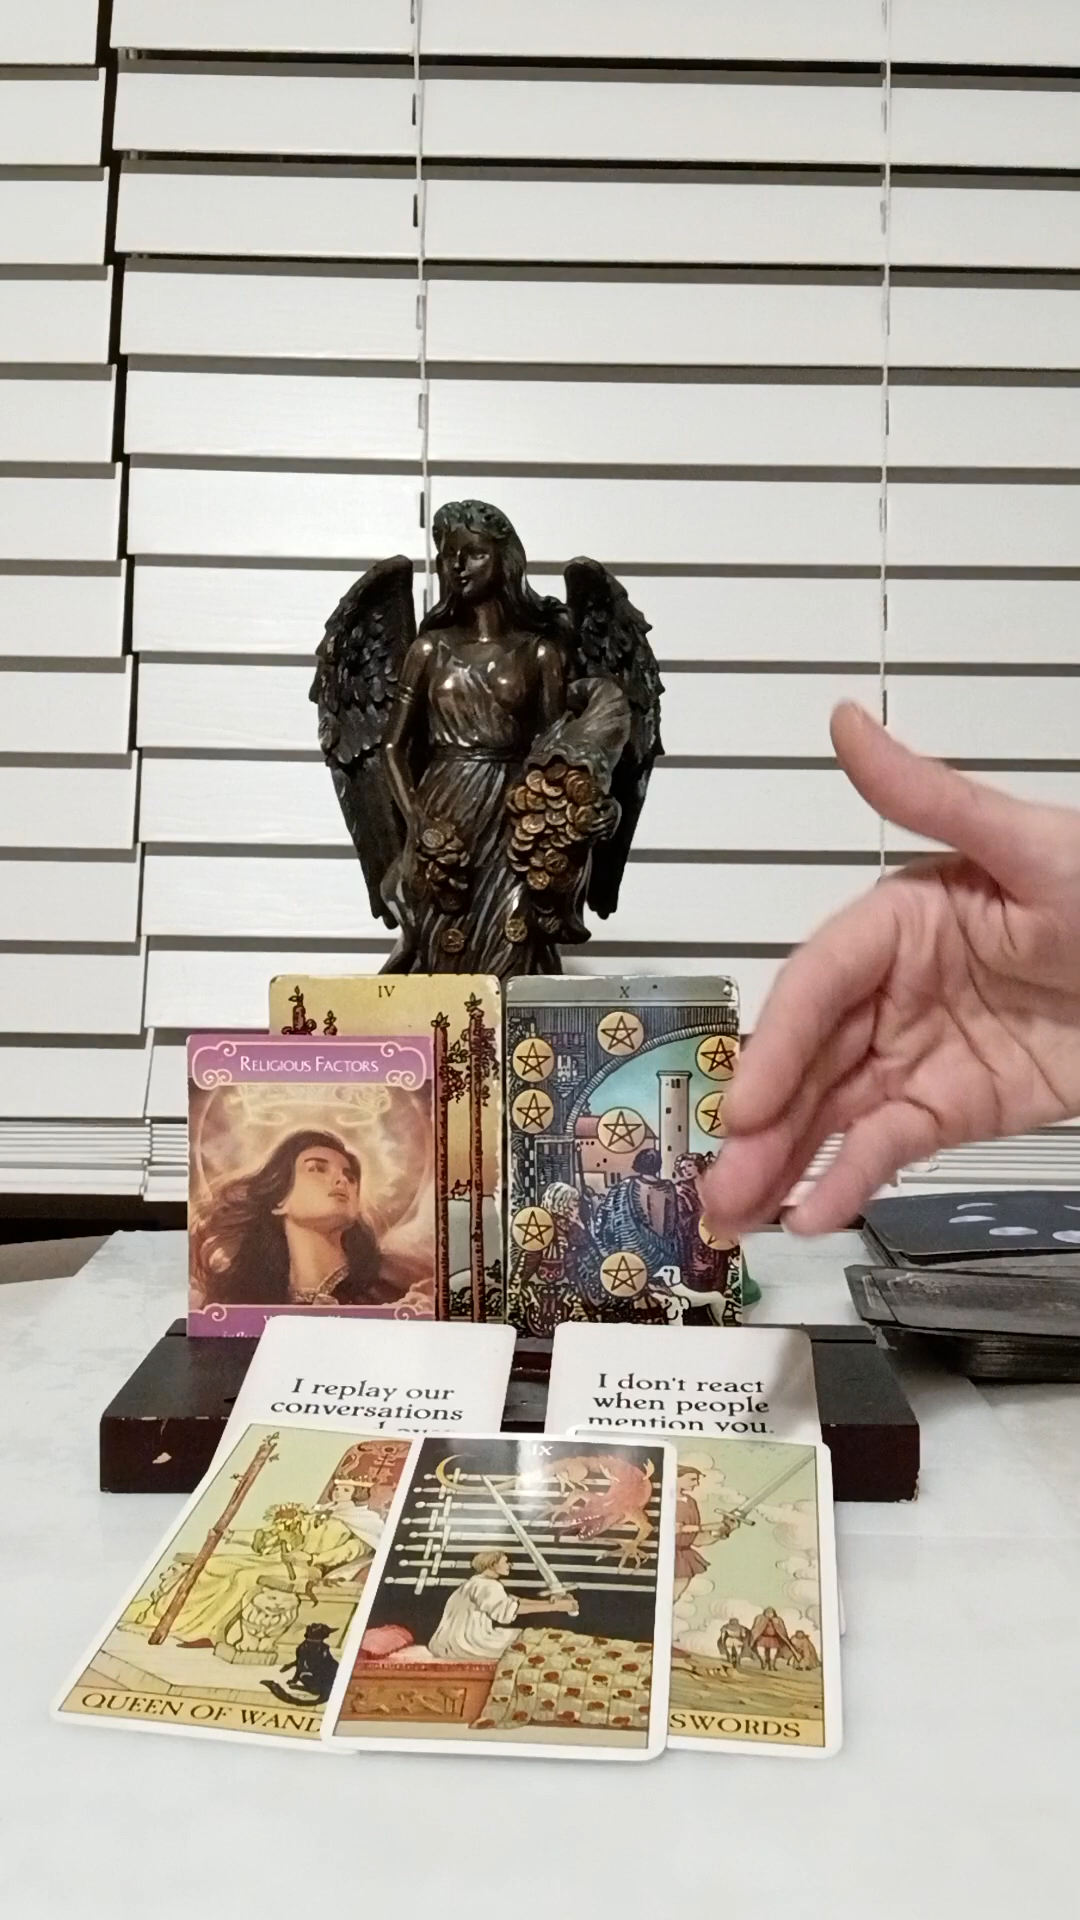 IV
X
RELIGIOUS FACTORS
I replay our
conversations
I don't react
when people
mention you.
QUEEN OF WAND
IX
SWORDS